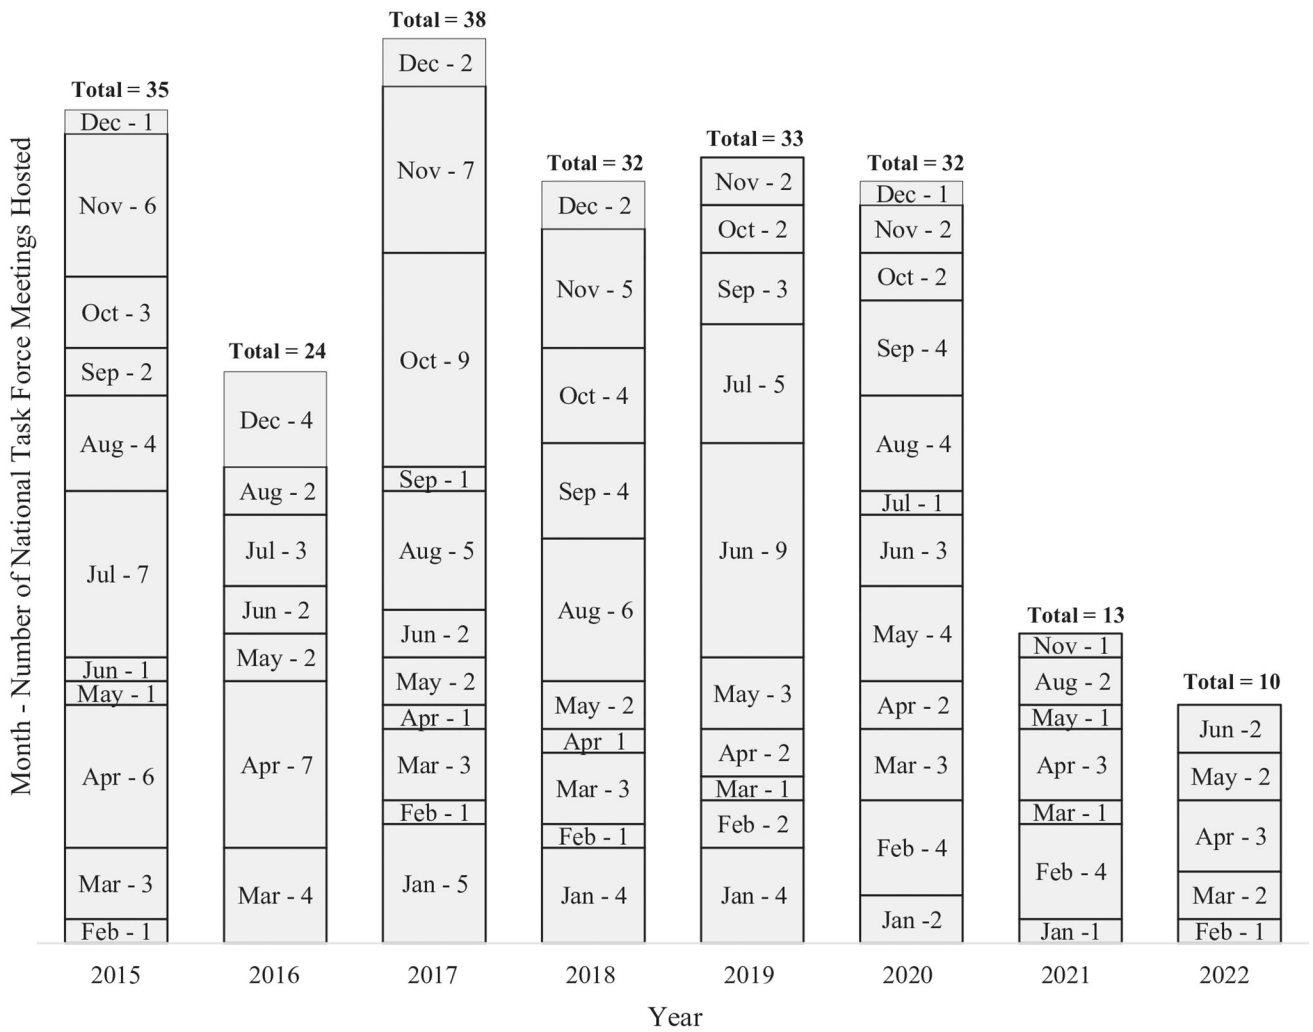 Month - Number of National Task Force Meetings Hosted
Total = 35
Dec - 1
Nov - 6
Oct - 3
Sep - 2
Aug - 4
Jul - 7
Jun - 1
May - 1
Apr - 6
Mar - 3
Feb - 1
2015
Total = 24
Dec - 4
Aug - 2
Jul - 3
Jun - 2
May - 2
Apr - 7
Mar - 4
2016
Total = 38
Dec - 2
Nov - 7
Oct - 9
Sep - 1
Aug - 5
Jun - 2
May - 2
Apr - 1
Mar - 3
Feb - 1
Jan - 5
2017
Total = 32
Dec - 2
Nov - 5
Oct - 4
Sep - 4
Aug - 6
May - 2
Apr 1
Mar - 3
Feb - 1
Jan - 4
2018
Total = 33
Nov - 2
Oct - 2
Sep - 3
Jul - 5
Jun - 9
May - 3
Apr - 2
Mar - 1
Feb - 2
Jan - 4
2019
Total = 32
Dec - 1
Nov - 2
Oct - 2
Sep - 4
Aug - 4
Jul - 1
Jun - 3
May - 4
Apr - 2
Mar - 3
Feb - 4
Jan -2
2020
Total = 13
Nov - 1
Aug - 2
May - 1
Apr - 3
Mar - 1
Feb - 4
Jan -1
2021
Total = 10
Jun -2
May - 2
Apr - 3
Mar - 2
Feb - 1
2022
Year